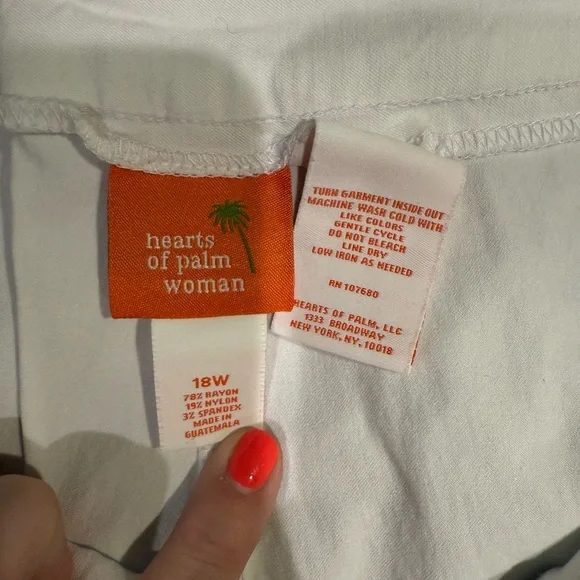 hearts
of palm
woman
18W
78% RAYON
19% NYLON
3% SPANDEX
MADE IN
GUATEMALA
TURN GARMENT INSIDE OUT
MACHINE WASH COLD WITH
LIKE COLORS
GENTLE CYCLE
DO NOT BLEACH
LINE DRY
LOW IRON AS NEEDED
RN 107680
HEARTS OF PALM, LLC
1333 BROADWAY
NEW YORK, NY, 10018